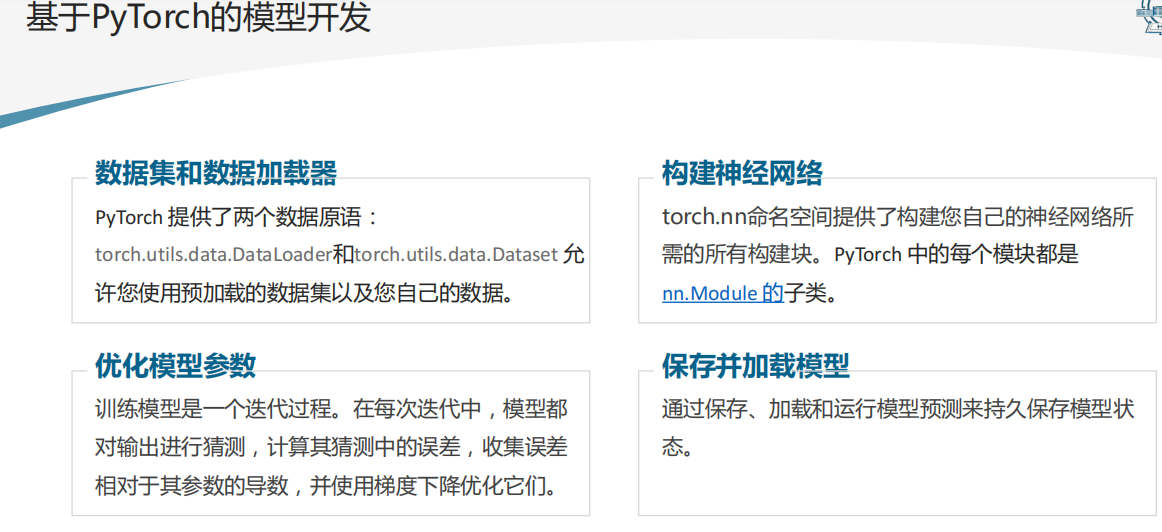 基于PyTorch的模型开发
数据集和数据加载器
PyTorch 提供了两个数据原语：
torch.utils.data.DataLoader和torch.utils.data.Dataset 允
许您使用预加载的数据集以及您自己的数据。
构建神经网络
torch.nn命名空间提供了构建您自己的神经网络所
需的所有构建块。PyTorch 中的每个模块都是
nn.Module 的子类。
优化模型参数
训练模型是一个迭代过程。在每次迭代中，模型都
对输出进行猜测，计算其猜测中的误差，收集误差
相对于其参数的导数，并使用梯度下降优化它们。
保存并加载模型
通过保存、加载和运行模型预测来持久保存模型状
态。